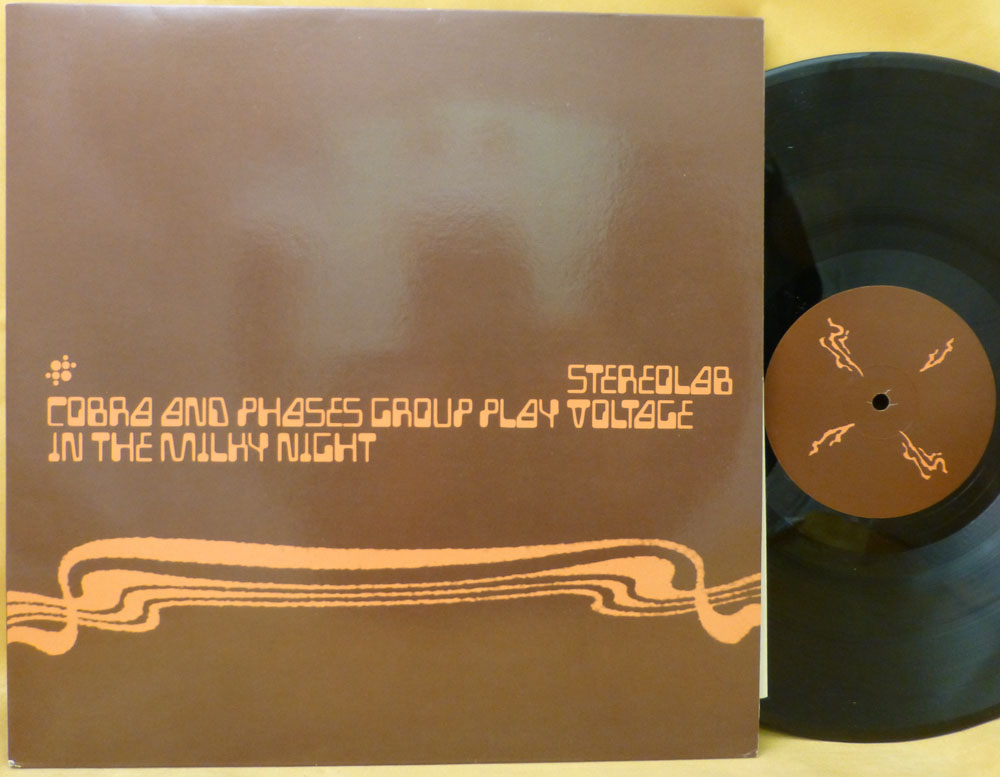 STEREOLAB
COBRA AND PHASES GROUP PLAY VOLTAGE
IN THE MILKY NIGHT